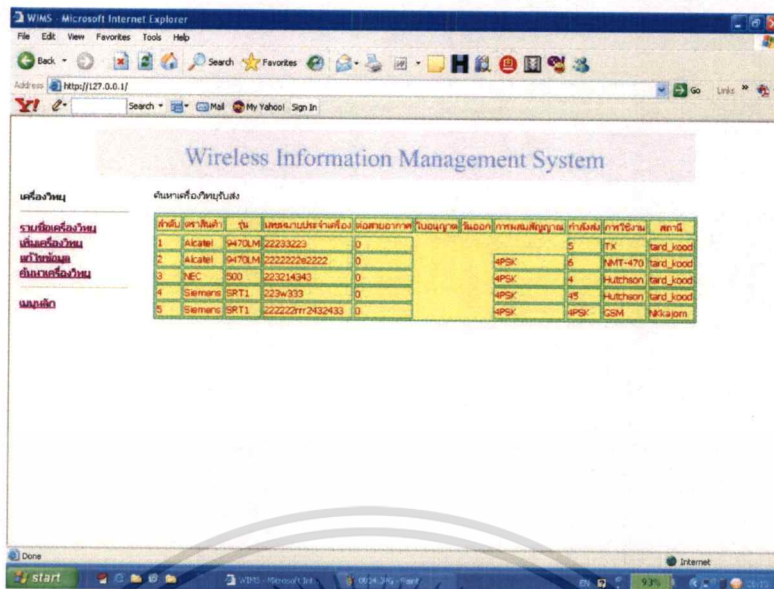 WIMS - Microsoft Internet Explorer
File Edit View Favorites Tools Help
Back Search Favorites
Address http://127.0.0.1/ Go Links
Y! Search Mail My Yahoo! Sign In
Wireless Information Management System
เครื่องวิทยุ
ค้นหาเครื่องวิทยุรับส่ง
รายชื่อเครื่องวิทยุ
เพิ่มเครื่องวิทยุ
แก้ไขข้อมูล
ค้นหาเครื่องวิทยุ
เมนูหลัก
ลำดับ ตราสินค้า รุ่น หมายเลขประจำเครื่อง ต่อสายอากาศ ใบอนุญาต วันออก การผสมสัญญาณ กำลังส่ง การใช้งาน สถานี
1 Alcatel 9470LM 22233223 0 5 TX tard_kood
2 Alcatel 9470LM 2222222e2222 0 4PSK 6 NMT-470 tard_kood
3 NEC 500 223214343 0 4PSK 4 Hutchson tard_kood
4 Siemens SRT1 223w333 0 4PSK 45 Hutchson tard_kood
5 Siemens SRT1 222222rrr2432433 0 4PSK 4PSK GSM Nkkajorn
Done Internet
start WIMS - Microsoft Int... EN 93%